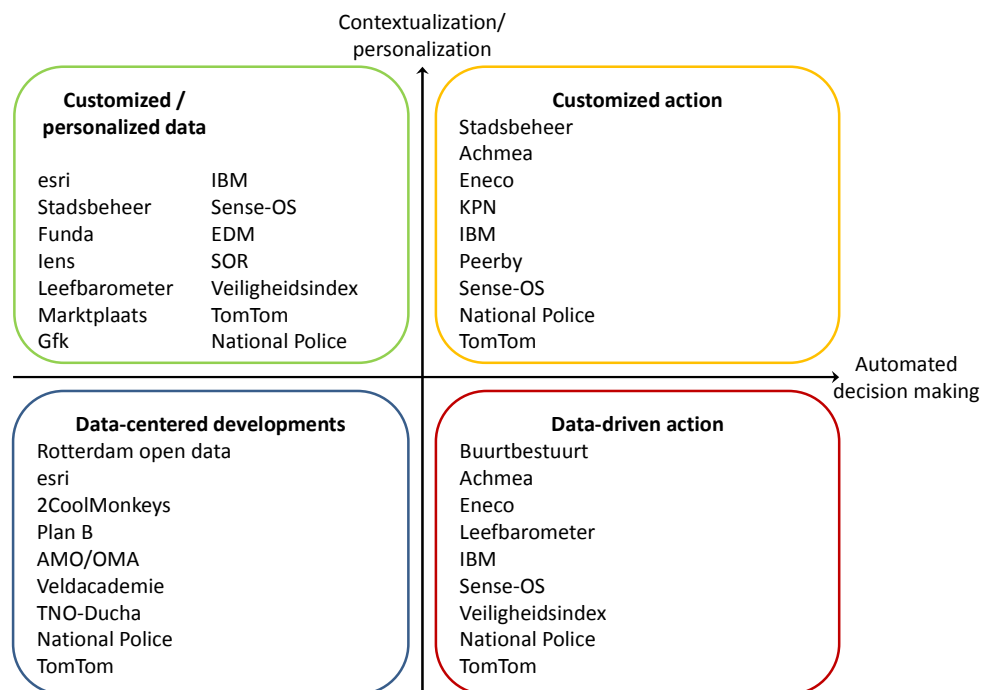 Contextualization/
personalization
Customized /
personalized data
esri
Stadsbeheer
Funda
Iens
Leefbarometer
Marktplaats
Gfk
IBM
Sense-OS
EDM
SOR
Veiligheidsindex
TomTom
National Police
Customized action
Stadsbeheer
Achmea
Eneco
KPN
IBM
Peerby
Sense-OS
National Police
TomTom
Automated
decision making
Data-centered developments
Rotterdam open data
esri
2CoolMonkeys
Plan B
AMO/OMA
Veldacademie
TNO-Ducha
National Police
TomTom
Data-driven action
Buurtbestuurt
Achmea
Eneco
Leefbarometer
IBM
Sense-OS
Veiligheidsindex
National Police
TomTom